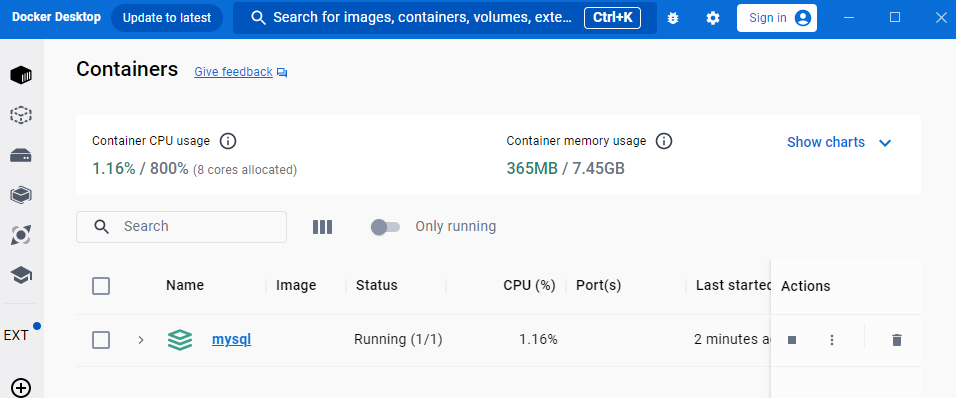 Docker Desktop Update to latest Search for images, containers, volumes, exte... Ctrl+K Sign in
Containers Give feedback
Container CPU usage
1.16% / 800% (8 cores allocated)
Container memory usage
365MB / 7.45GB
Show charts
Search Only running
Name Image Status CPU (%) Port(s) Last started Actions
mysql Running (1/1) 1.16% 2 minutes a
EXT